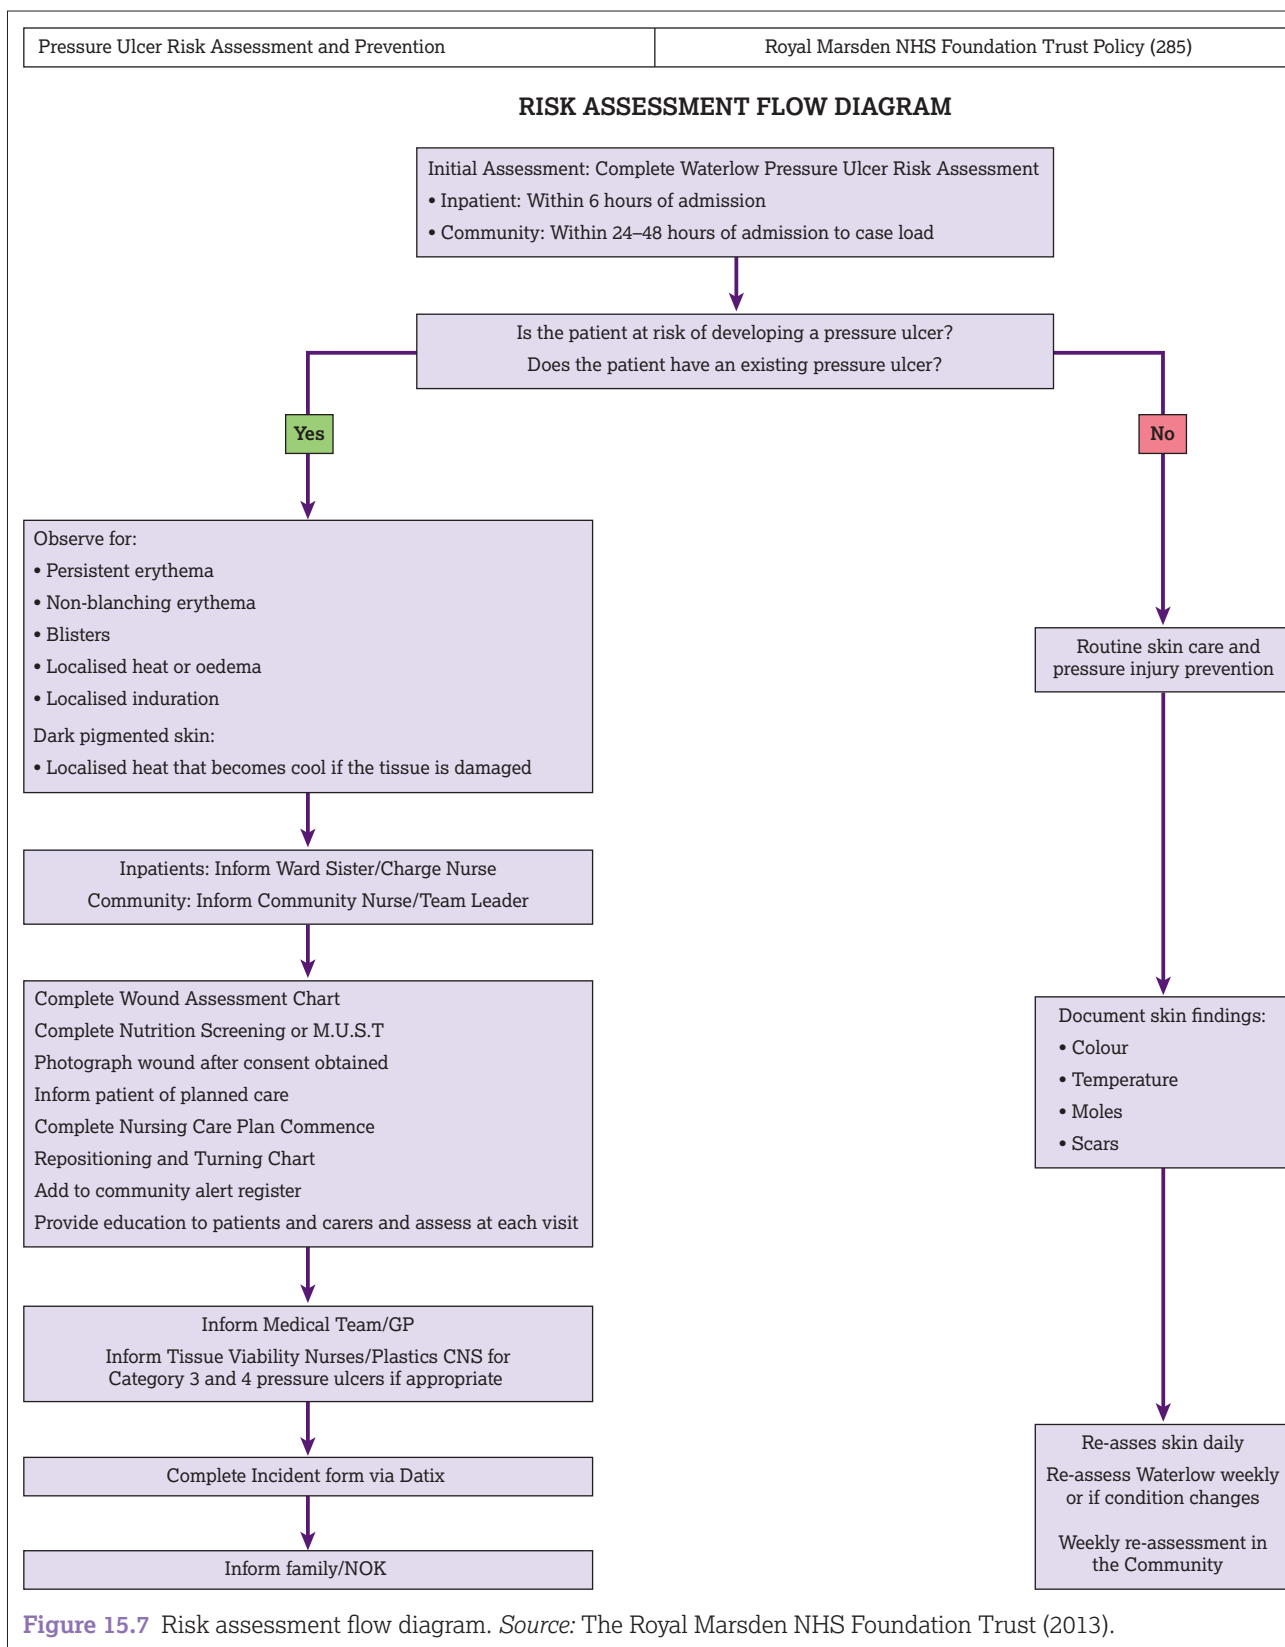 Pressure Ulcer Risk Assessment and Prevention
Royal Marsden NHS Foundation Trust Policy (285)
RISK ASSESSMENT FLOW DIAGRAM
Initial Assessment: Complete Waterlow Pressure Ulcer Risk Assessment
• Inpatient: Within 6 hours of admission
• Community: Within 24–48 hours of admission to case load
Is the patient at risk of developing a pressure ulcer?
Does the patient have an existing pressure ulcer?
Yes
Observe for:
• Persistent erythema
• Non-blanching erythema
• Blisters
• Localised heat or oedema
• Localised induration
Dark pigmented skin:
• Localised heat that becomes cool if the tissue is damaged
Inpatients: Inform Ward Sister/Charge Nurse
Community: Inform Community Nurse/Team Leader
Complete Wound Assessment Chart
Complete Nutrition Screening or M.U.S.T
Photograph wound after consent obtained
Inform patient of planned care
Complete Nursing Care Plan Commence
Repositioning and Turning Chart
Add to community alert register
Provide education to patients and carers and assess at each visit
Inform Medical Team/GP
Inform Tissue Viability Nurses/Plastics CNS for
Category 3 and 4 pressure ulcers if appropriate
Complete Incident form via Datix
Inform family/NOK
No
Routine skin care and
pressure injury prevention
Document skin findings:
• Colour
• Temperature
• Moles
• Scars
Re-asses skin daily
Re-assess Waterlow weekly
or if condition changes
Weekly re-assessment in
the Community
Figure 15.7 Risk assessment flow diagram. Source: The Royal Marsden NHS Foundation Trust (2013).